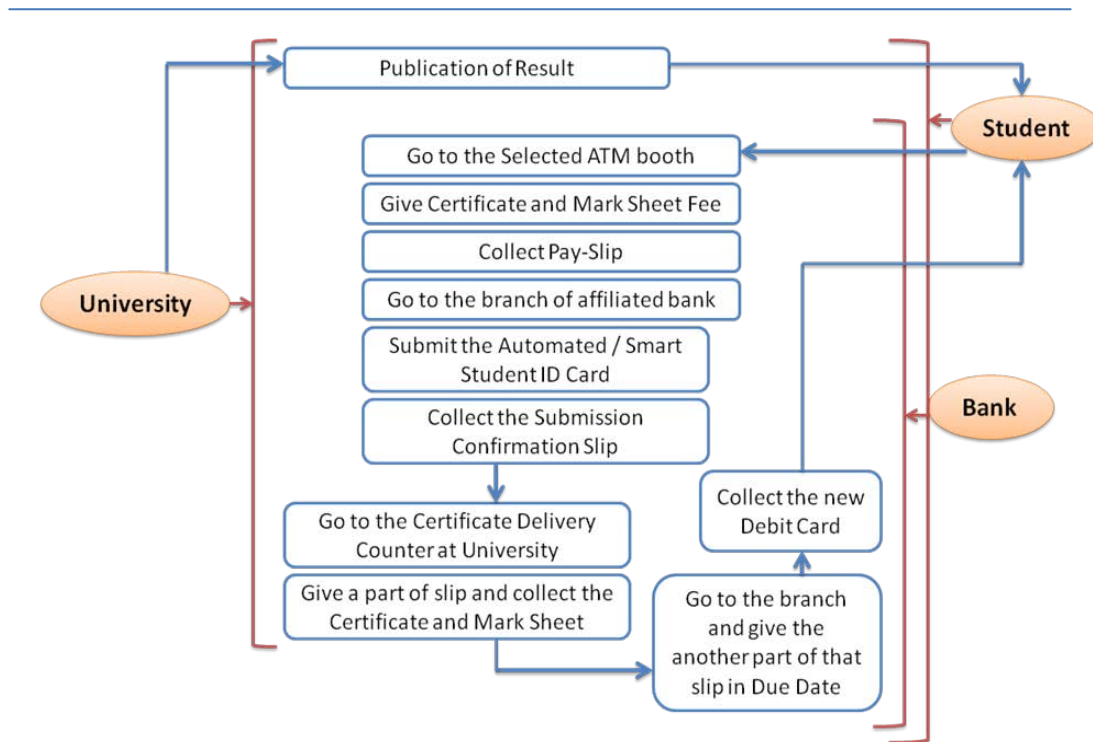 Publication of Result
Student
Go to the Selected ATM booth
Give Certificate and Mark Sheet Fee
Collect Pay-Slip
University
Go to the branch of affiliated bank
Submit the Automated / Smart
Student ID Card
Collect the Submission
Confirmation Slip
Bank
Go to the Certificate Delivery
Counter at University
Collect the new
Debit Card
Give a part of slip and collect the
Certificate and Mark Sheet
Go to the branch
and give the
another part of that
slip in Due Date